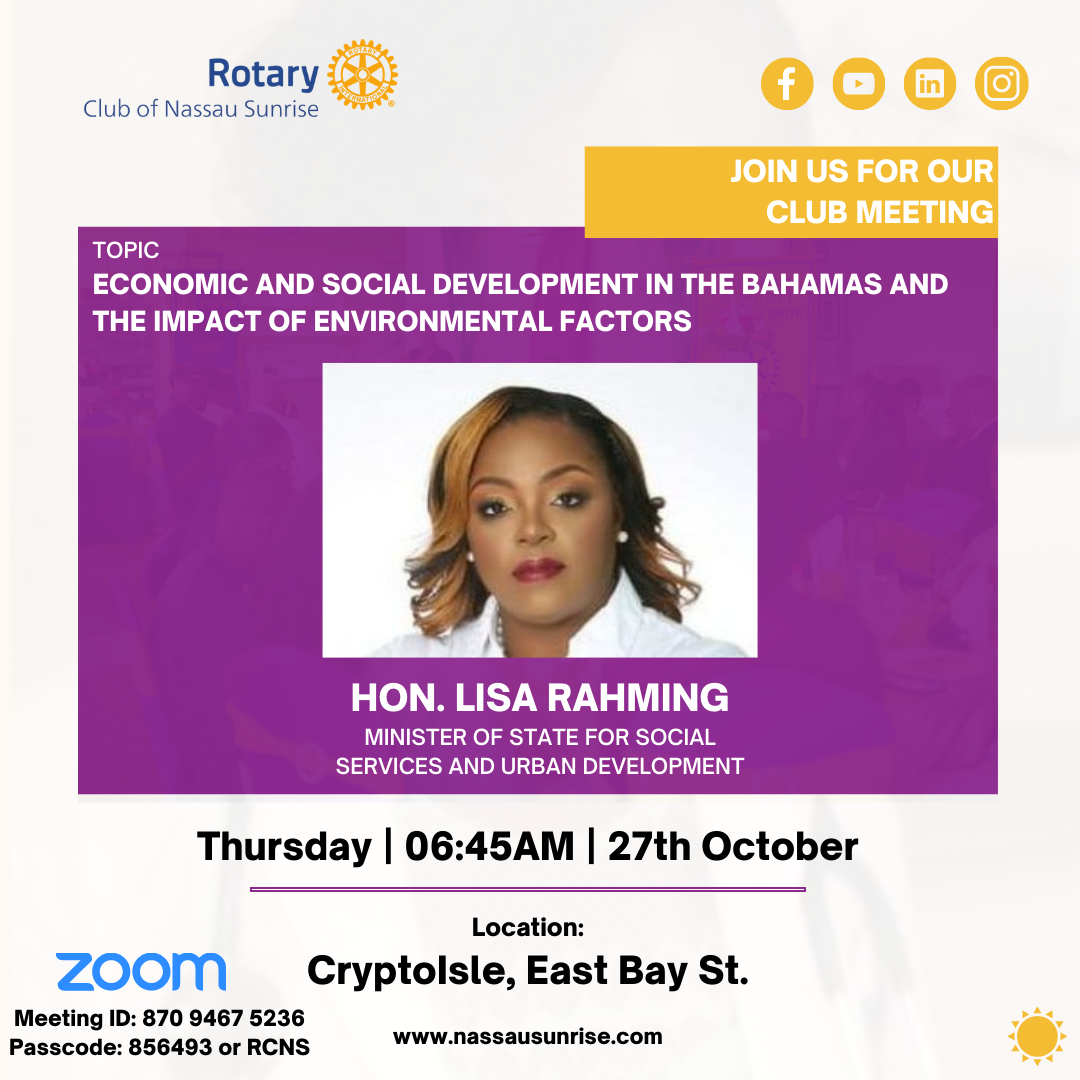 Rotary
Club of Nassau Sunrise
ROTARY
INTERNATIONAL
JOIN US FOR OUR
CLUB MEETING
TOPIC
ECONOMIC AND SOCIAL DEVELOPMENT IN THE BAHAMAS AND
THE IMPACT OF ENVIRONMENTAL FACTORS
HON. LISA RAHMING
MINISTER OF STATE FOR SOCIAL
SERVICES AND URBAN DEVELOPMENT
Thursday | 06:45AM | 27th October
Location:
CryptoIsle, East Bay St.
zoom
Meeting ID: 870 9467 5236
Passcode: 856493 or RCNS
www.nassausunrise.com